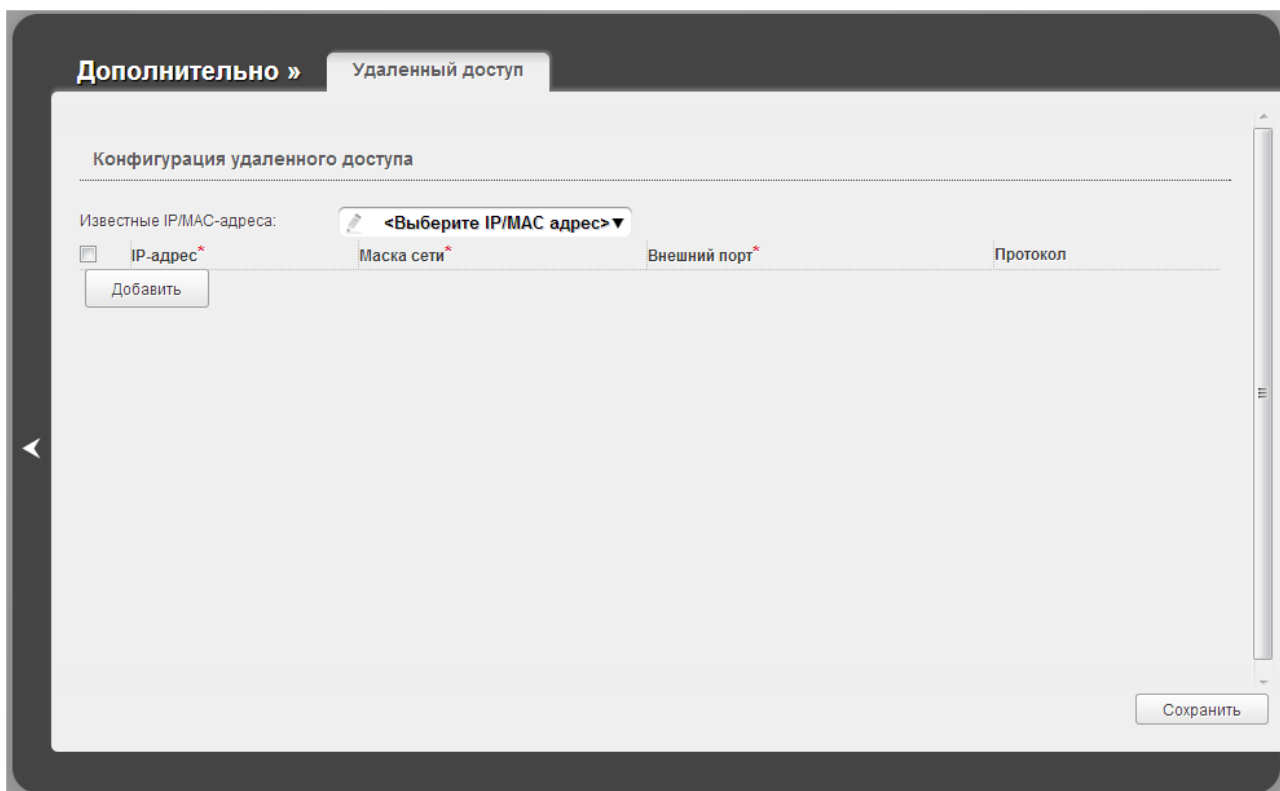 Дополнительно » Удаленный доступ
Конфигурация удаленного доступа
Известные IP/MAC-адреса: <Выберите IP/MAC адрес>▼
IP-адрес* Маска сети* Внешний порт* Протокол
Добавить
Сохранить